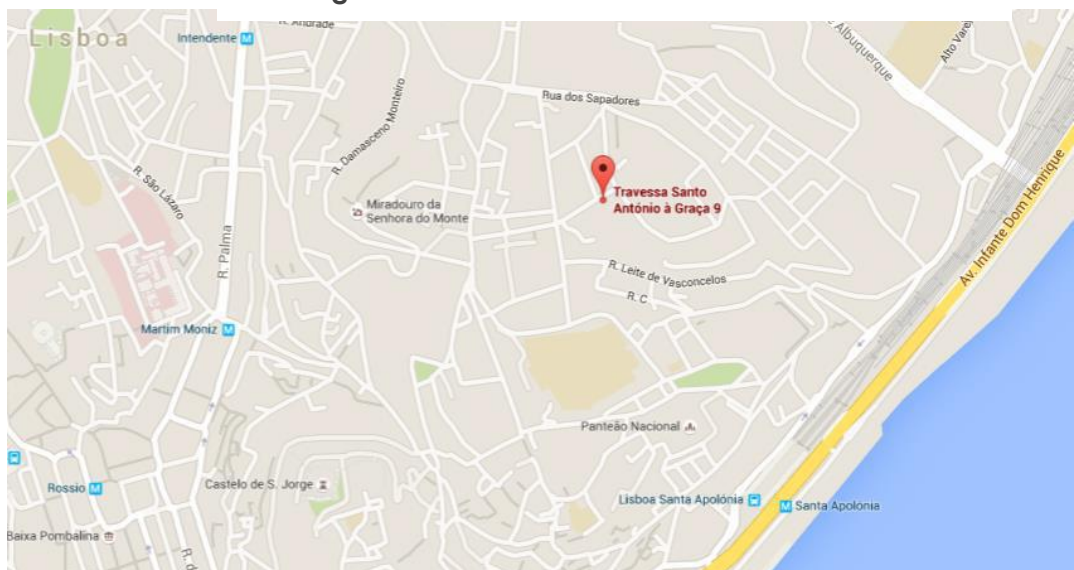 R. Andrade
Lisboa
Intendente
Albuquerque
R. Damasceno Monteiro
Rua dos Sapadores
R. São Lázaro
Miradouro da
Senhora do Monte
Travessa Santo
António à Graça 9
R. Palma
R. Leite de Vasconcelos
R. C
Av. Infante Dom Henrique
Martim Moniz
Panteão Nacional
Rossio
Castelo de S. Jorge
Lisboa Santa Apolónia
Santa Apolónia
Baixa Pombalina